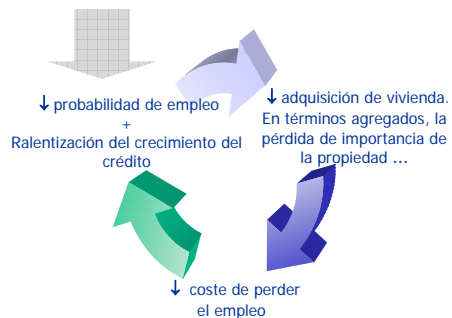 ↓ probabilidad de empleo
+
Ralentización del crecimiento del
crédito
↓ adquisición de vivienda.
En términos agregados, la
pérdida de importancia de
la propiedad ...
↓ coste de perder
el empleo